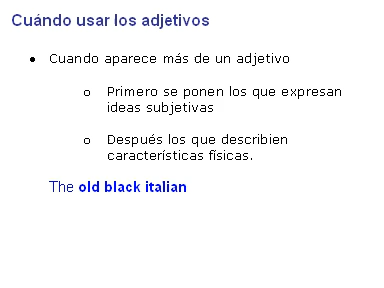 Cuándo usar los adjetivos
● Cuando aparece más de un adjetivo
o Primero se ponen los que expresan
ideas subjetivas
o Después los que describien
características físicas.
The old black italian